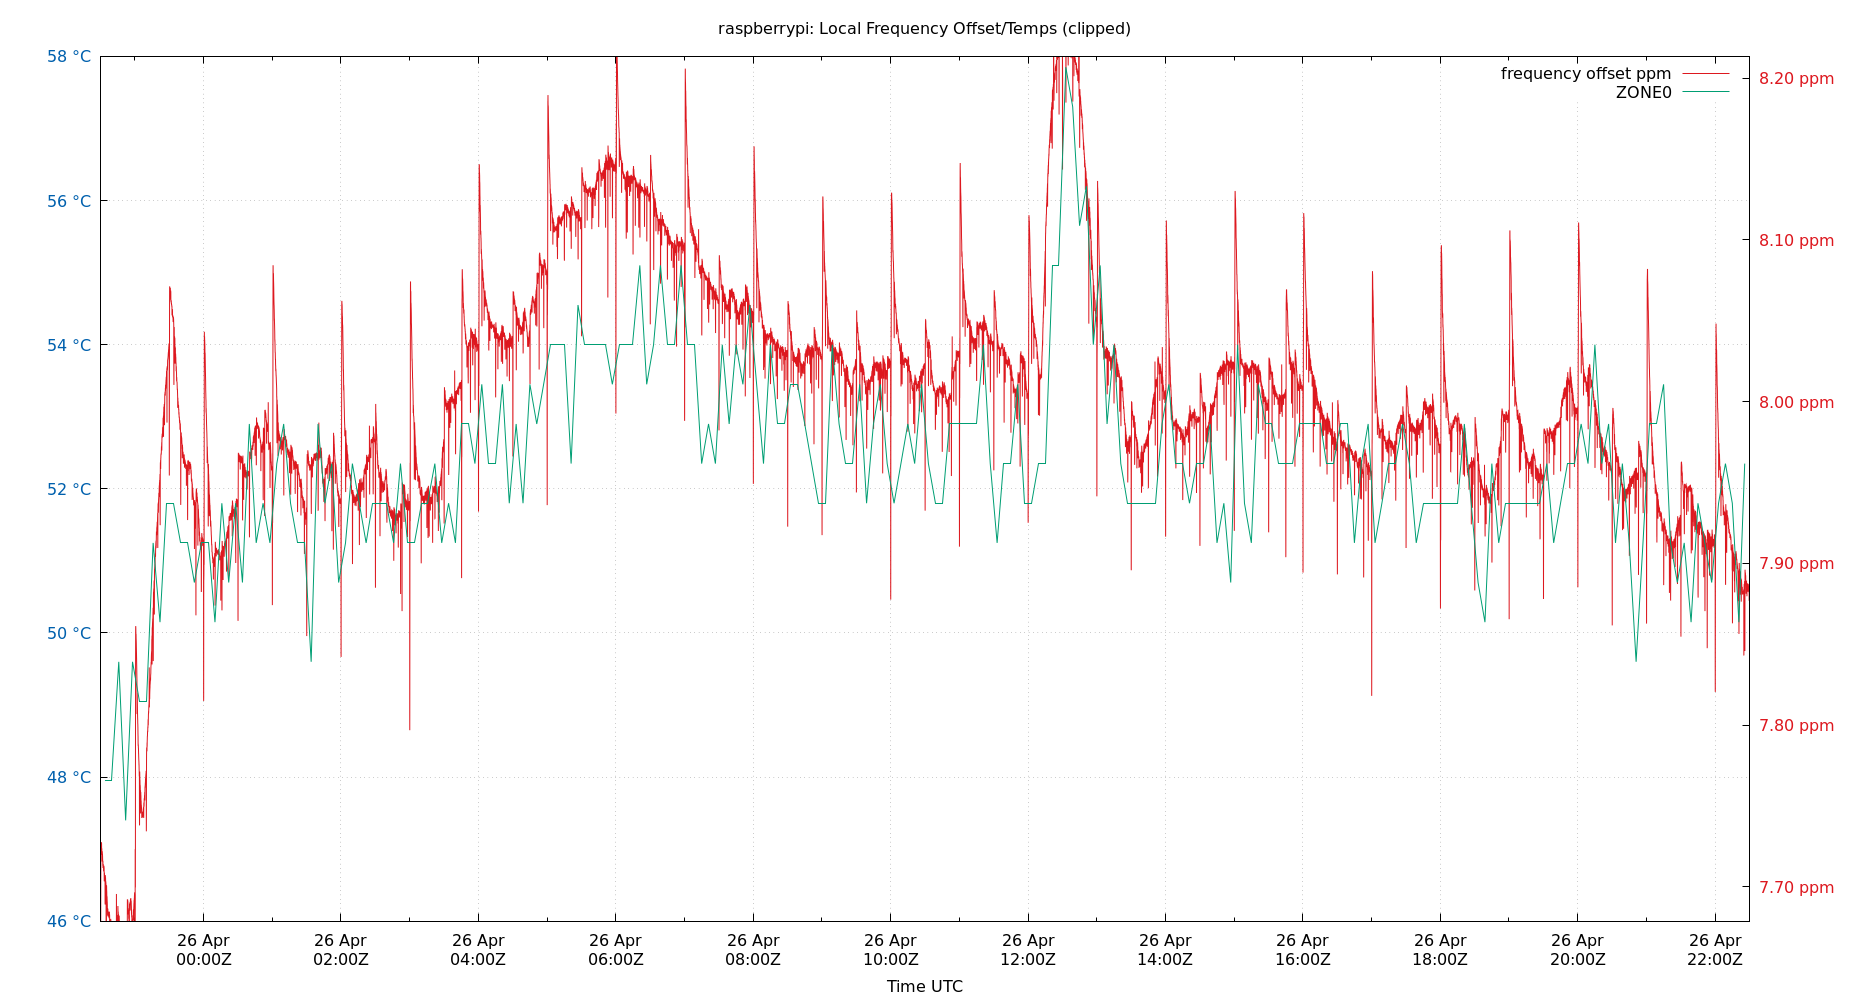 raspberrypi: Local Frequency Offset/Temps (clipped)
58 °C
56 °C
54 °C
52 °C
50 °C
48 °C
46 °C
frequency offset ppm
ZONE0
8.20 ppm
8.10 ppm
8.00 ppm
7.90 ppm
7.80 ppm
7.70 ppm
26 Apr
00:00Z
26 Apr
02:00Z
26 Apr
04:00Z
26 Apr
06:00Z
26 Apr
08:00Z
26 Apr
10:00Z
26 Apr
12:00Z
26 Apr
14:00Z
26 Apr
16:00Z
26 Apr
18:00Z
26 Apr
20:00Z
26 Apr
22:00Z
Time UTC